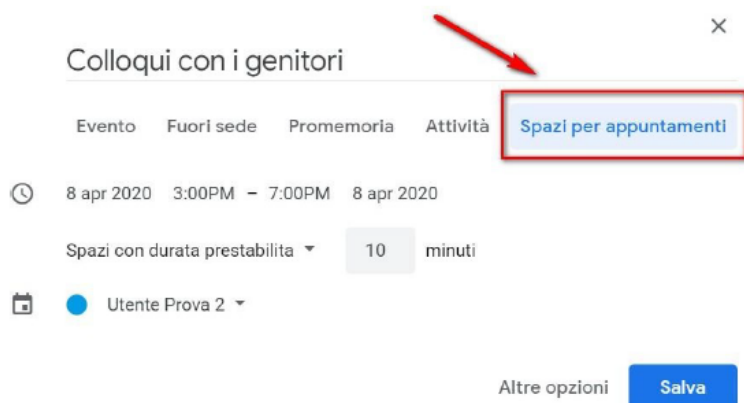 Colloqui con i genitori
Evento Fuori sede Promemoria Attività Spazi per appuntamenti
8 apr 2020 3:00PM – 7:00PM 8 apr 2020
Spazi con durata prestabilita 10 minuti
Utente Prova 2
Altre opzioni Salva